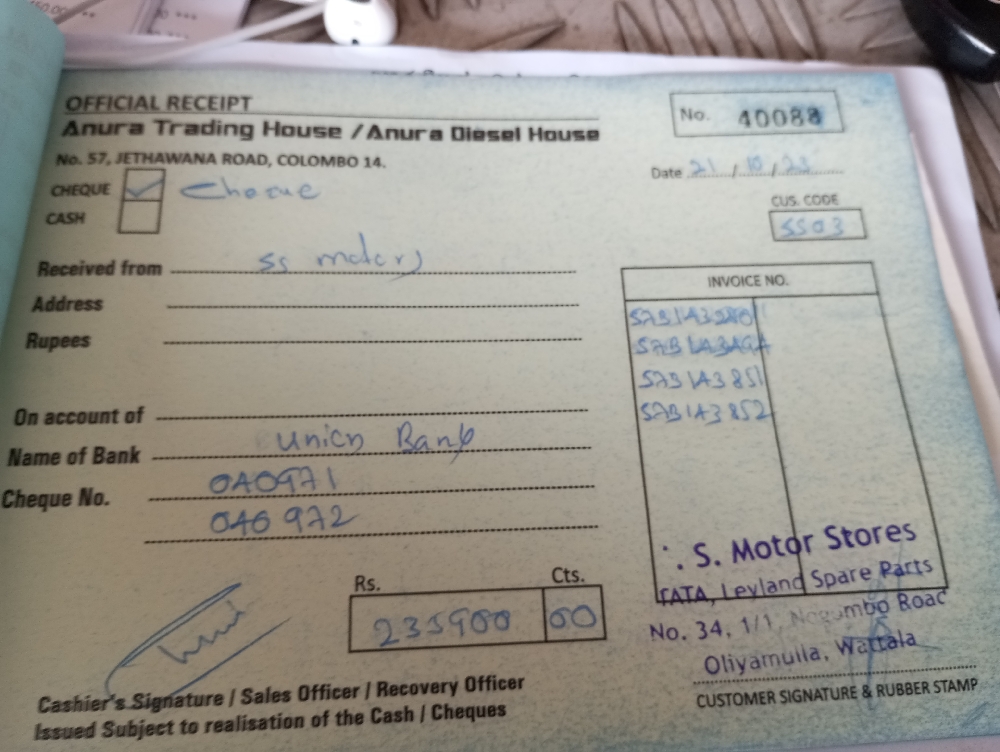 OFFICIAL RECEIPT
Anura Trading House / Anura Diesel House
No. 57, JETHAWANA ROAD, COLOMBO 14.
No. 40088
Date 21 / 10 / 23
CHEQUE Cheque
CASH
CUS. CODE
SS03
Received from ss motors
Address
Rupees
On account of
Name of Bank Union Bank
Cheque No. 040971
040972
INVOICE NO.
SAB1A3851
SAB1A3852
Rs. Cts.
235900 00
S. Motor Stores
TATA, Leyland Spare Parts
No. 34, 1/1, Negombo Road
Oliyamulla, Wattala
CUSTOMER SIGNATURE & RUBBER STAMP
Cashier's Signature / Sales Officer / Recovery Officer
Issued Subject to realisation of the Cash / Cheques